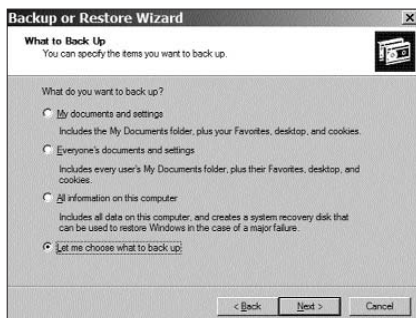 Backup or Restore Wizard
What to Back Up
You can specify the items you want to back up.
What do you want to back up?
My documents and settings
Includes the My Documents folder, plus your Favorites, desktop, and cookies.
Everyone's documents and settings
Includes every user's My Documents folder, plus their Favorites, desktop, and
cookies.
All information on this computer
Includes all data on this computer, and creates a system recovery disk that
can be used to restore Windows in the case of a major failure.
Let me choose what to back up
< Back
Next >
Cancel